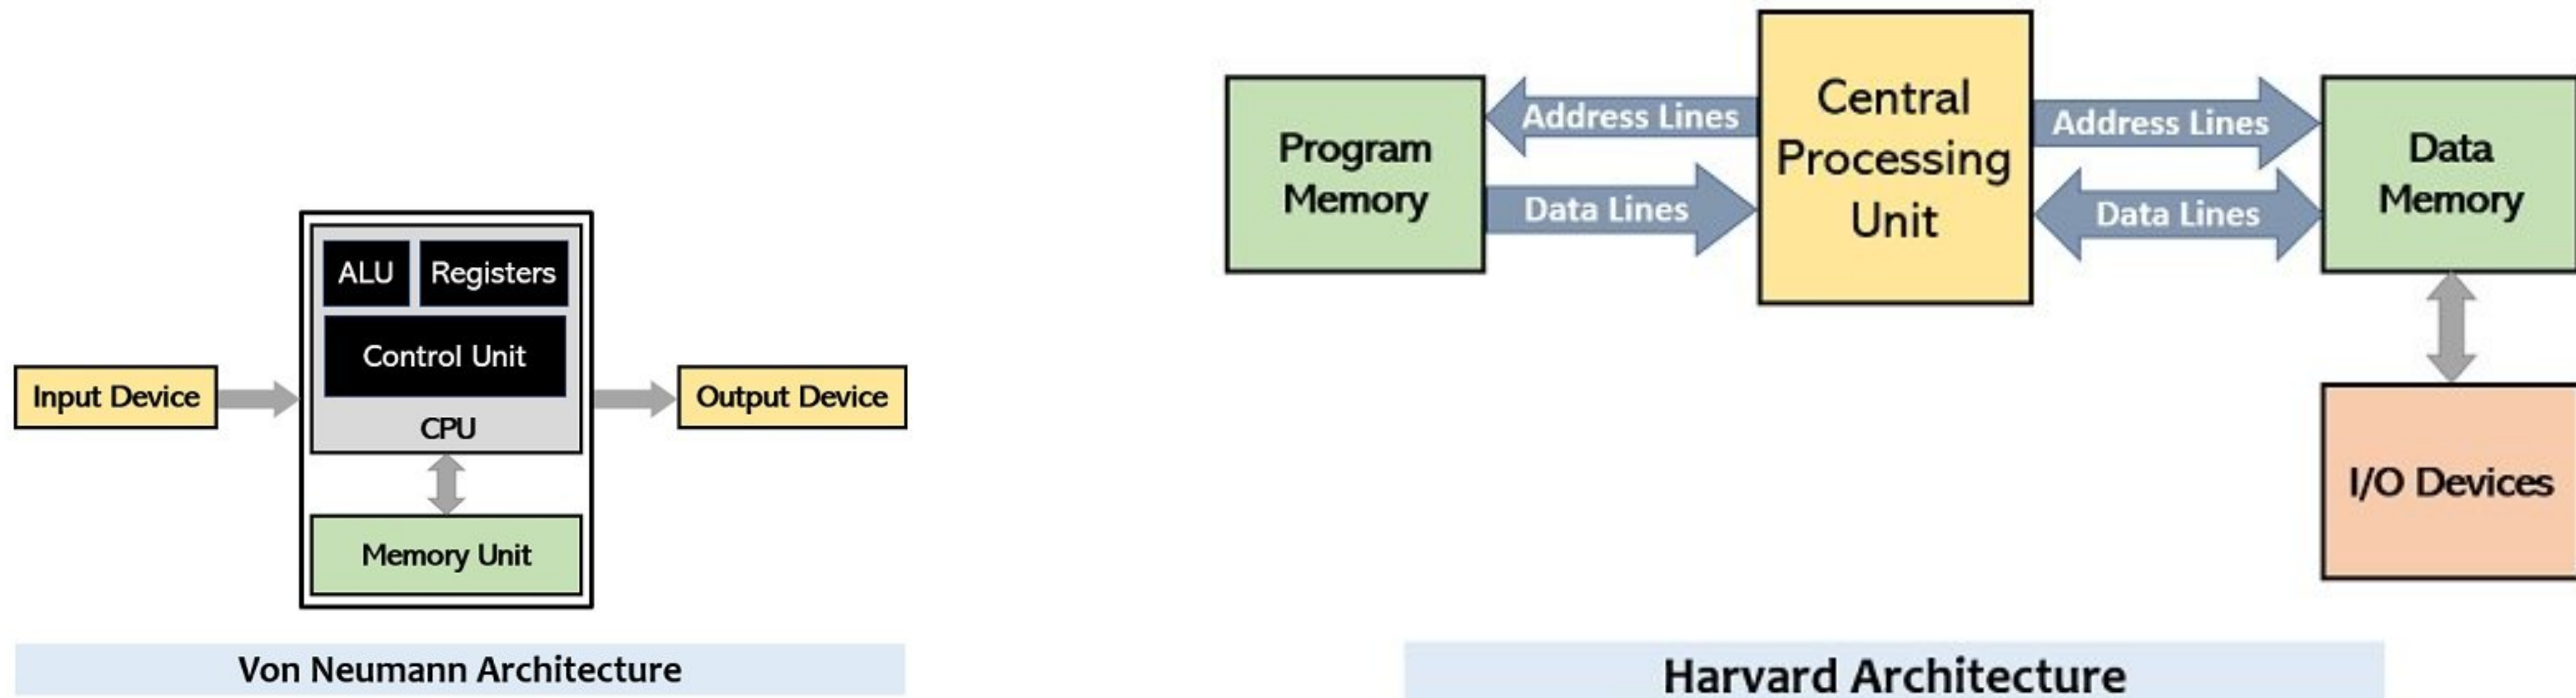 ALU
Registers
Control Unit
CPU
Input Device
Output Device
Memory Unit
Von Neumann Architecture
Program
Memory
Address Lines
Data Lines
Central
Processing
Unit
Address Lines
Data Lines
Data
Memory
I/O Devices
Harvard Architecture